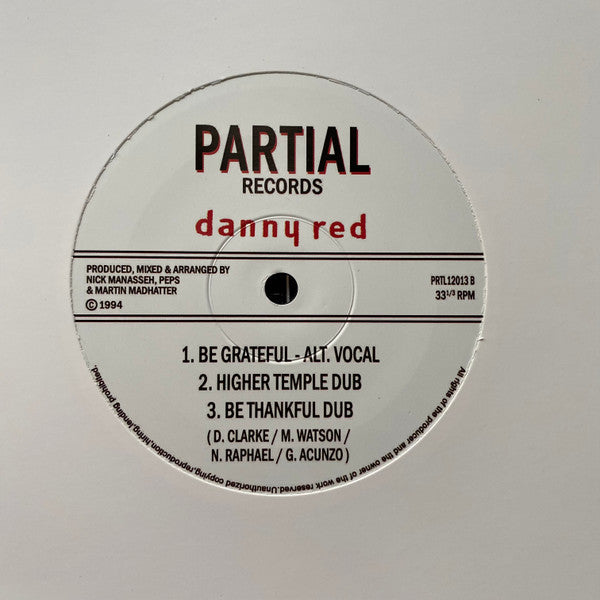 PARTIAL
RECORDS
danny red
PRODUCED, MIXED & ARRANGED BY
NICK MANASSEH, PEPS
& MARTIN MADHATTER
© 1994
PRTL12013 B
33 1/3 RPM
1. BE GRATEFUL - ALT. VOCAL
2. HIGHER TEMPLE DUB
3. BE THANKFUL DUB
( D. CLARKE / M. WATSON /
N. RAPHAEL / G. ACUNZO )
All rights of the producer and the owner of the work reserved.Unauthorized copying,reproduction,hiring,lending prohibited.